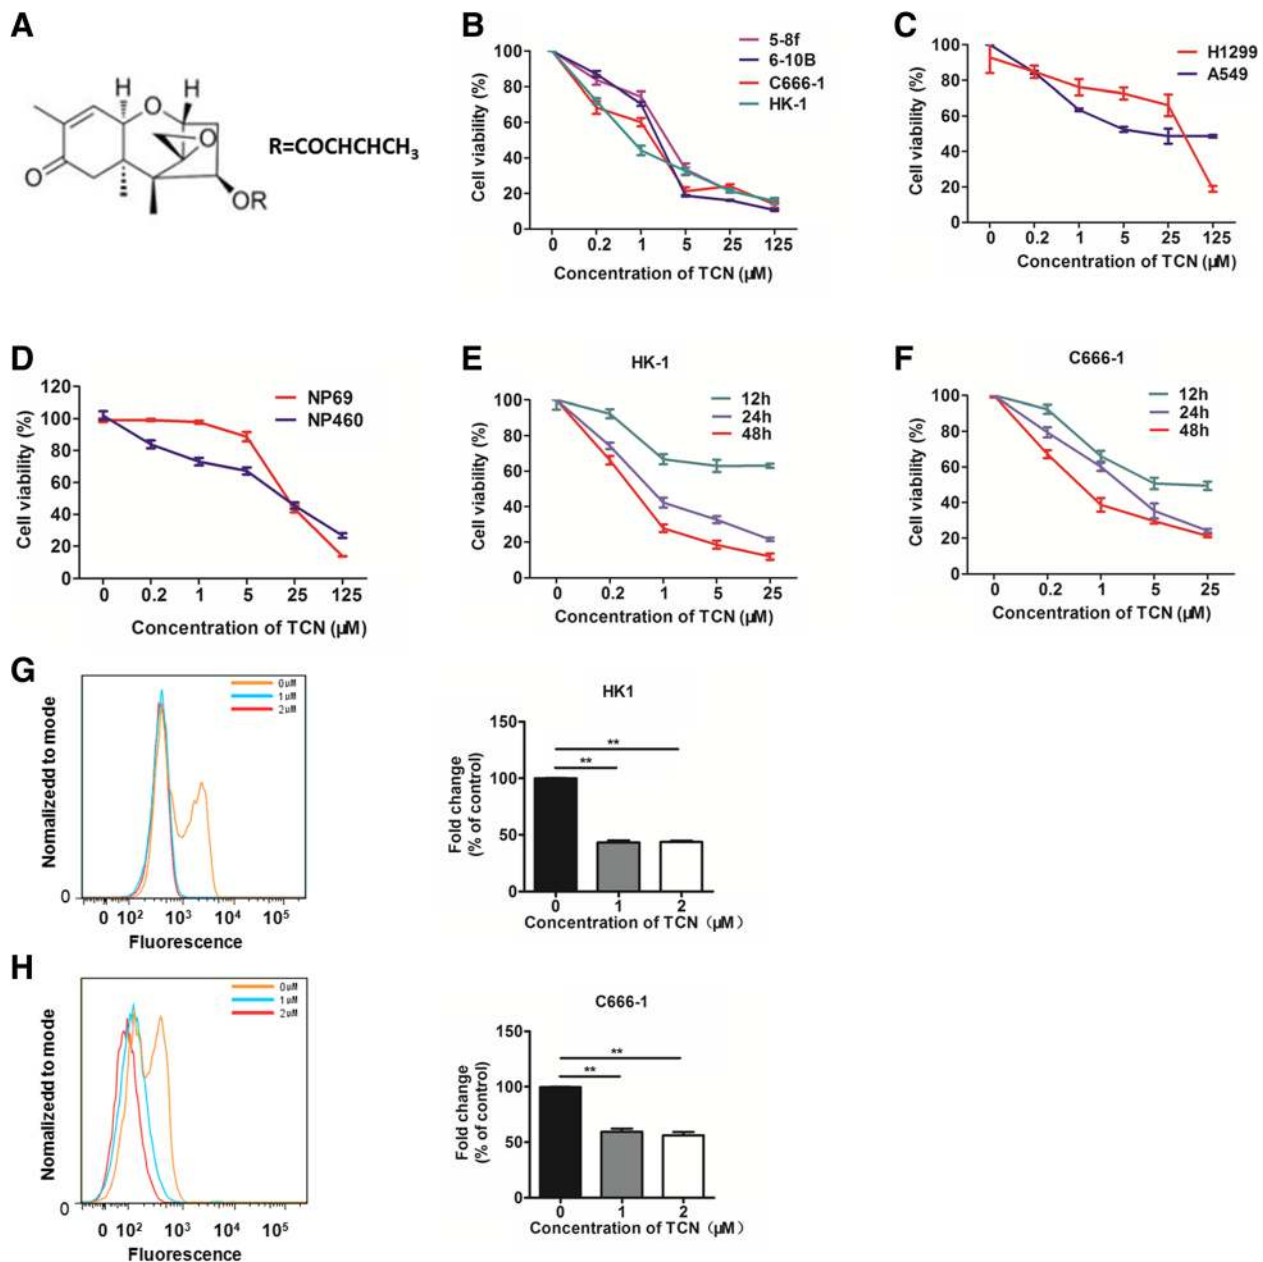 A
H
H
O
O
O
OR
R=COCHCHCH3
B
5-8f
6-10B
C666-1
HK-1
Cell viability (%)
100
80
60
40
20
0
0 0.2 1 5 25 125
Concentration of TCN (µM)
C
H1299
A549
Cell viability (%)
100
80
60
40
20
0
0 0.2 1 5 25 125
Concentration of TCN (µM)
D
NP69
NP460
Cell viability (%)
120
100
80
60
40
20
0
0 0.2 1 5 25 125
Concentration of TCN (µM)
E
HK-1
12h
24h
48h
Cell viability (%)
100
80
60
40
20
0
0 0.2 1 5 25
Concentration of TCN (µM)
F
C666-1
12h
24h
48h
Cell viability (%)
100
80
60
40
20
0
0 0.2 1 5 25
Concentration of TCN (µM)
G
0µM
1µM
2µM
Normalizedd to mode
0
0 10² 10³ 10⁴ 10⁵
Fluorescence
HK1
Fold change
(% of control)
150
100
50
0
**
**
0 1 2
Concentration of TCN (µM)
H
0µM
1µM
2µM
Normalizedd to mode
0
0 10² 10³ 10⁴ 10⁵
Fluorescence
C666-1
Fold change
(% of control)
150
100
50
0
**
**
0 1 2
Concentration of TCN (µM)